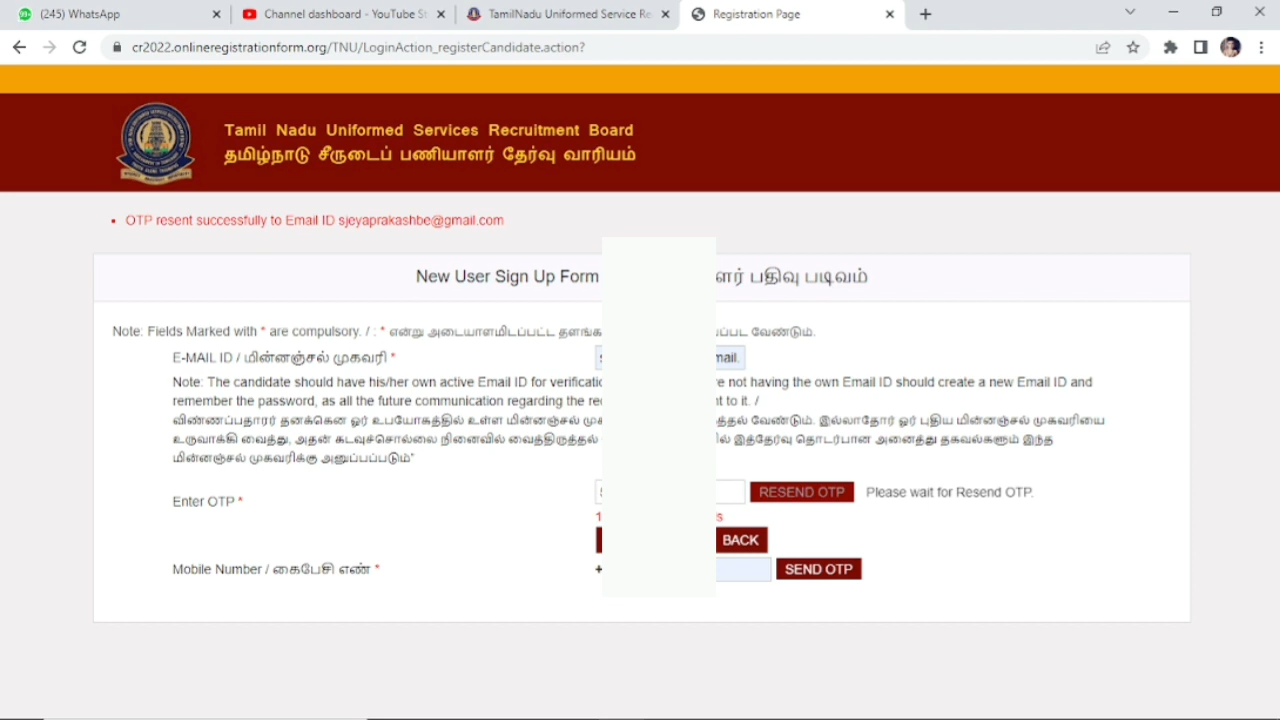 (245) WhatsApp
Channel dashboard - YouTube St
TamilNadu Uniformed Service Re
Registration Page
cr2022.onlineregistrationform.org/TNU/LoginAction_registerCandidate.action?
Tamil Nadu Uniformed Services Recruitment Board
தமிழ்நாடு சீருடைப் பணியாளர் தேர்வு வாரியம்
OTP resent successfully to Email ID sjeyaprakashbe@gmail.com
New User Sign Up Form ளர் பதிவு படிவம்
Note: Fields Marked with * are compulsory. / : * என்று அடையாளமிடப்பட்ட தளங்க ப்பட வேண்டும்.
E-MAIL ID / மின்னஞ்சல் முகவரி * mail.
Note: The candidate should have his/her own active Email ID for verificatio re not having the own Email ID should create a new Email ID and
remember the password, as all the future communication regarding the re nt to it. /
விண்ணப்பதாரர் தனக்கென ஓர் உபயோகத்தில் உள்ள மின்னஞ்சல் முக த்தல் வேண்டும். இல்லாதோர் ஓர் புதிய மின்னஞ்சல் முகவரியை
உருவாக்கி வைத்து, அதன் கடவுச்சொல்லை நினைவில் வைத்திருத்தல் ல் இத்தேர்வு தொடர்பான அனைத்து தகவல்களும் இந்த
மின்னஞ்சல் முகவரிக்கு அனுப்பப்படும்"
Enter OTP * RESEND OTP Please wait for Resend OTP.
BACK
Mobile Number / கைபேசி எண் * + SEND OTP